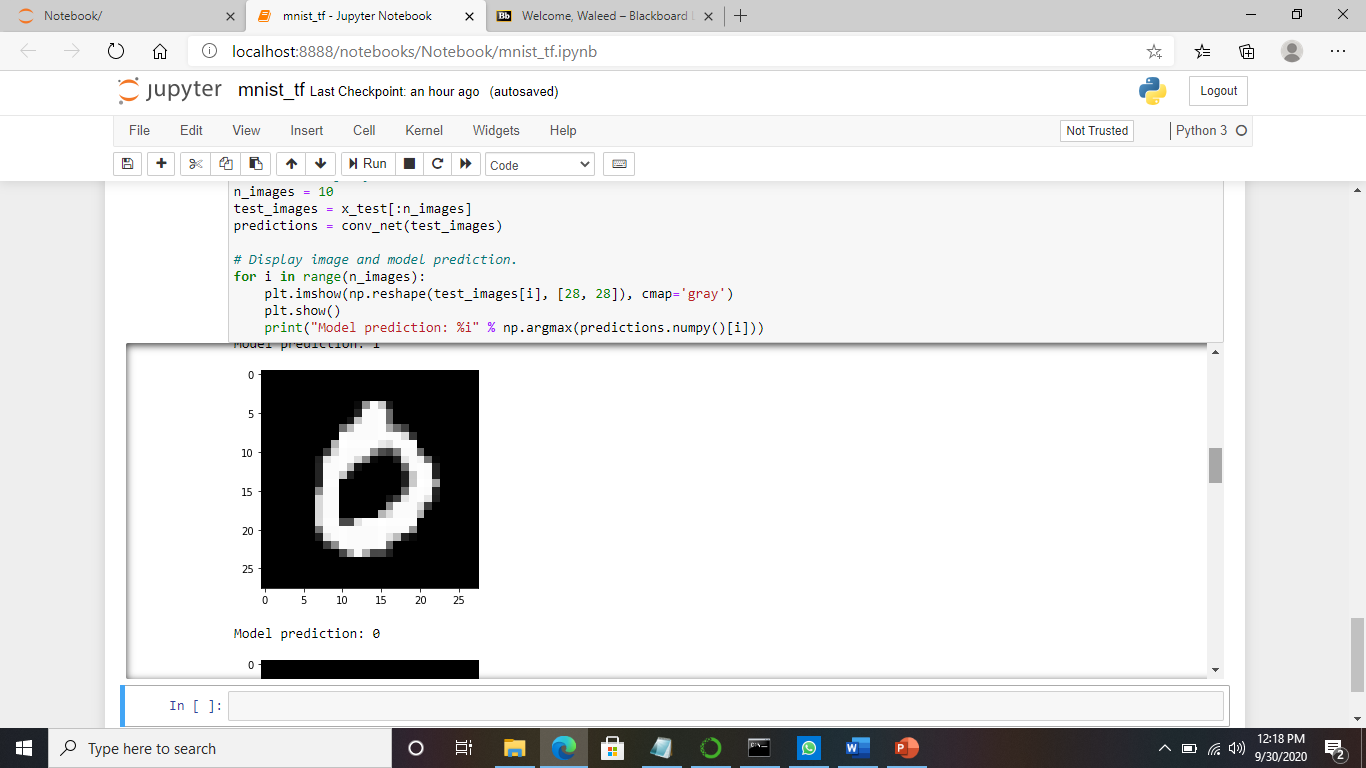 Notebook/
mnist_tf - Jupyter Notebook
Bb Welcome, Waleed – Blackboard
localhost:8888/notebooks/Notebook/mnist_tf.ipynb
jupyter mnist_tf Last Checkpoint: an hour ago (autosaved)
Logout
File Edit View Insert Cell Kernel Widgets Help
Not Trusted
Python 3
Run
Code
n_images = 10
test_images = x_test[:n_images]
predictions = conv_net(test_images)
# Display image and model prediction.
for i in range(n_images):
    plt.imshow(np.reshape(test_images[i], [28, 28]), cmap='gray')
    plt.show()
    print("Model prediction: %i" % np.argmax(predictions.numpy()[i]))
Model prediction: 1
0
5
10
15
20
25
0 5 10 15 20 25
Model prediction: 0
0
In [ ]:
Type here to search
12:18 PM
9/30/2020
2